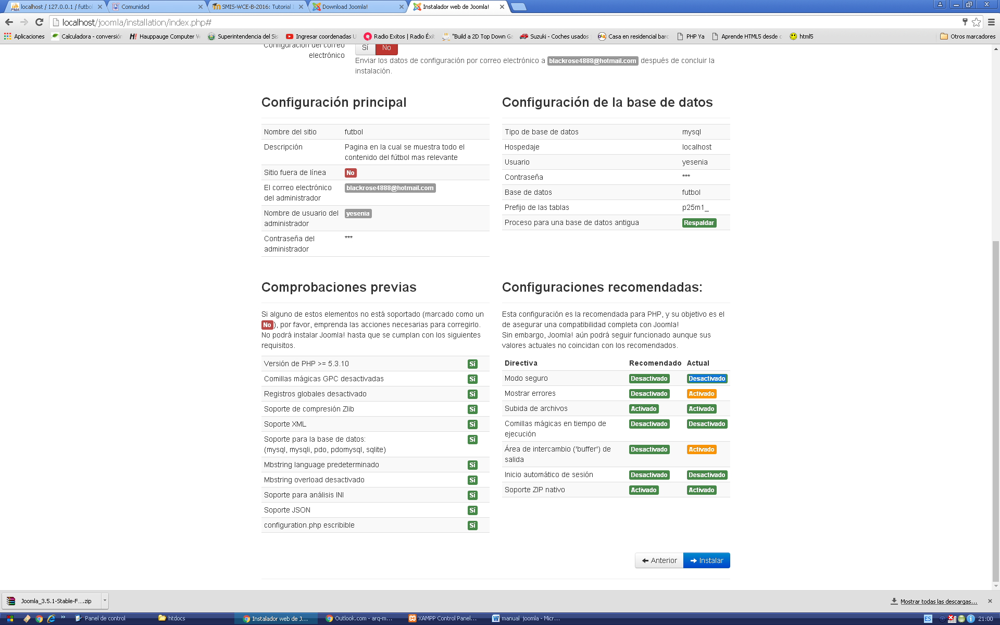 localhost / 127.0.0.1 / futbol
Comunidad
SMIS-WCE-B-2016: Tutorial
Download Joomla!
Instalador web de Joomla!
localhost/joomla/installation/index.php#
Aplicaciones
Calculadora - conversión
Hauppauge Computer W
Superintendencia del Sis
Ingresar coordenadas U
Radio Exitos | Radio Éxit
"Build a 2D Top Down Ga
Suzuki - Coches usados
Casa en residencial barc
PHP Ya
Aprende HTML5 desde c
html5
Otros marcadores
Configuración del correo
electrónico
Sí
No
Enviar los datos de configuración por correo electrónico a blackrose4888@hotmail.com después de concluir la
instalación.
Configuración principal
Nombre del sitio futbol
Descripción Pagina en la cual se muestra todo el
contenido del fútbol mas relevante
Sitio fuera de línea No
El correo electrónico blackrose4888@hotmail.com
del administrador
Nombre de usuario del yesenia
administrador
Contraseña del ***
administrador
Configuración de la base de datos
Tipo de base de datos mysql
Hospedaje localhost
Usuario yesenia
Contraseña ***
Base de datos futbol
Prefijo de las tablas p25m1_
Proceso para una base de datos antigua Respaldar
Comprobaciones previas
Si alguno de estos elementos no está soportado (marcado como un
No), por favor, emprenda las acciones necesarias para corregirlo.
No podrá instalar Joomla! hasta que se cumplan con los siguientes
requisitos.
Versión de PHP >= 5.3.10 Sí
Comillas mágicas GPC desactivadas Sí
Registros globales desactivado Sí
Soporte de compresión Zlib Sí
Soporte XML Sí
Soporte para la base de datos: Sí
(mysql, mysqli, pdo, pdomysql, sqlite)
Mbstring language predeterminado Sí
Mbstring overload desactivado Sí
Soporte para análisis INI Sí
Soporte JSON Sí
configuration.php escribible Sí
Configuraciones recomendadas:
Esta configuración es la recomendada para PHP, y su objetivo es el
de asegurar una compatibilidad completa con Joomla!
Sin embargo, Joomla! aún podrá seguir funcionado aunque sus
valores actuales no coincidan con los recomendados.
Directiva Recomendado Actual
Modo seguro Desactivado Desactivado
Mostrar errores Desactivado Activado
Subida de archivos Activado Activado
Comillas mágicas en tiempo de Desactivado Desactivado
ejecución
Área de intercambio ('buffer') de Desactivado Activado
salida
Inicio automático de sesión Desactivado Desactivado
Soporte ZIP nativo Activado Activado
Anterior
Instalar
Joomla_3.5.1-Stable-F....zip
Mostrar todas las descargas...
Panel de control
htdocs
Instalador web de J...
Outlook.com - arq-m...
XAMPP Control Panel...
manual joomla - Micr...
ES
21:00